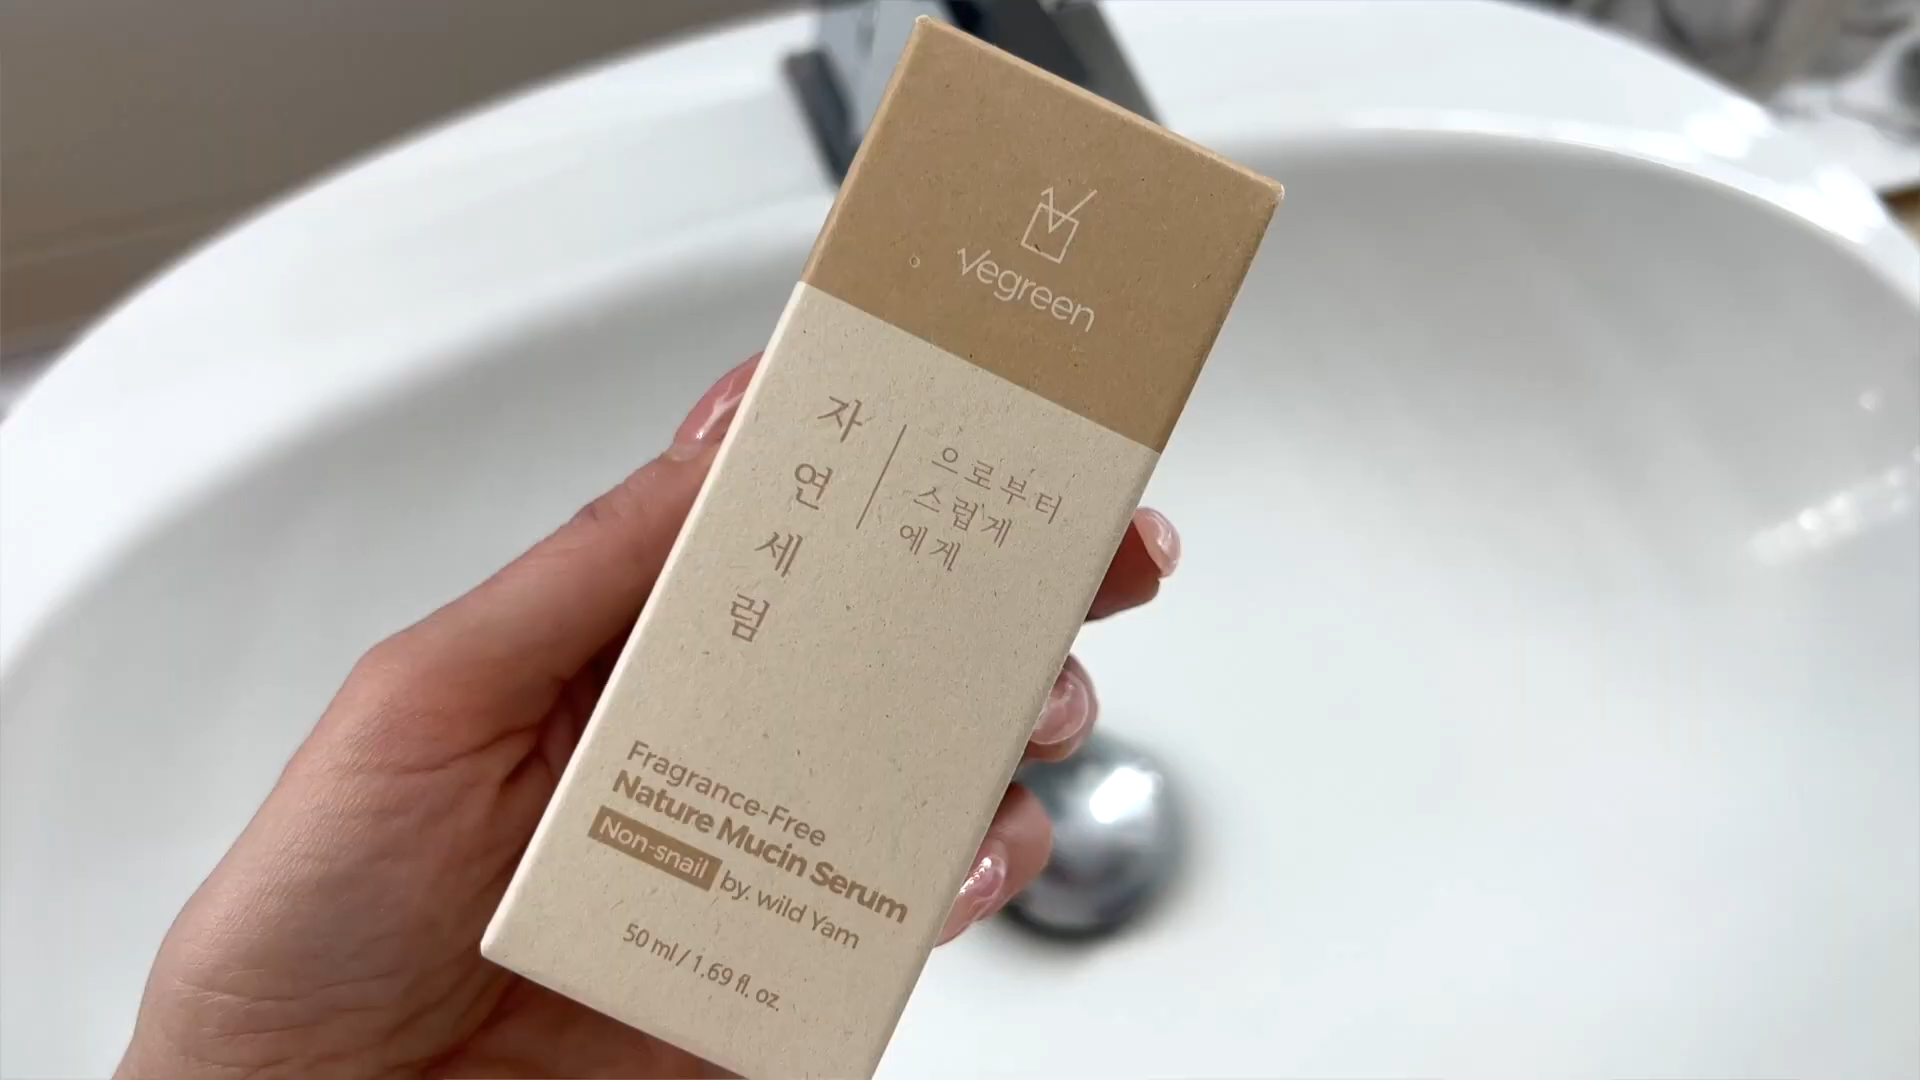 Vegreen
자연세럼
으로부터
스럽게
에게
Fragrance-Free
Nature Mucin Serum
Non-snail by. wild Yam
50 ml / 1.69 fl. oz.